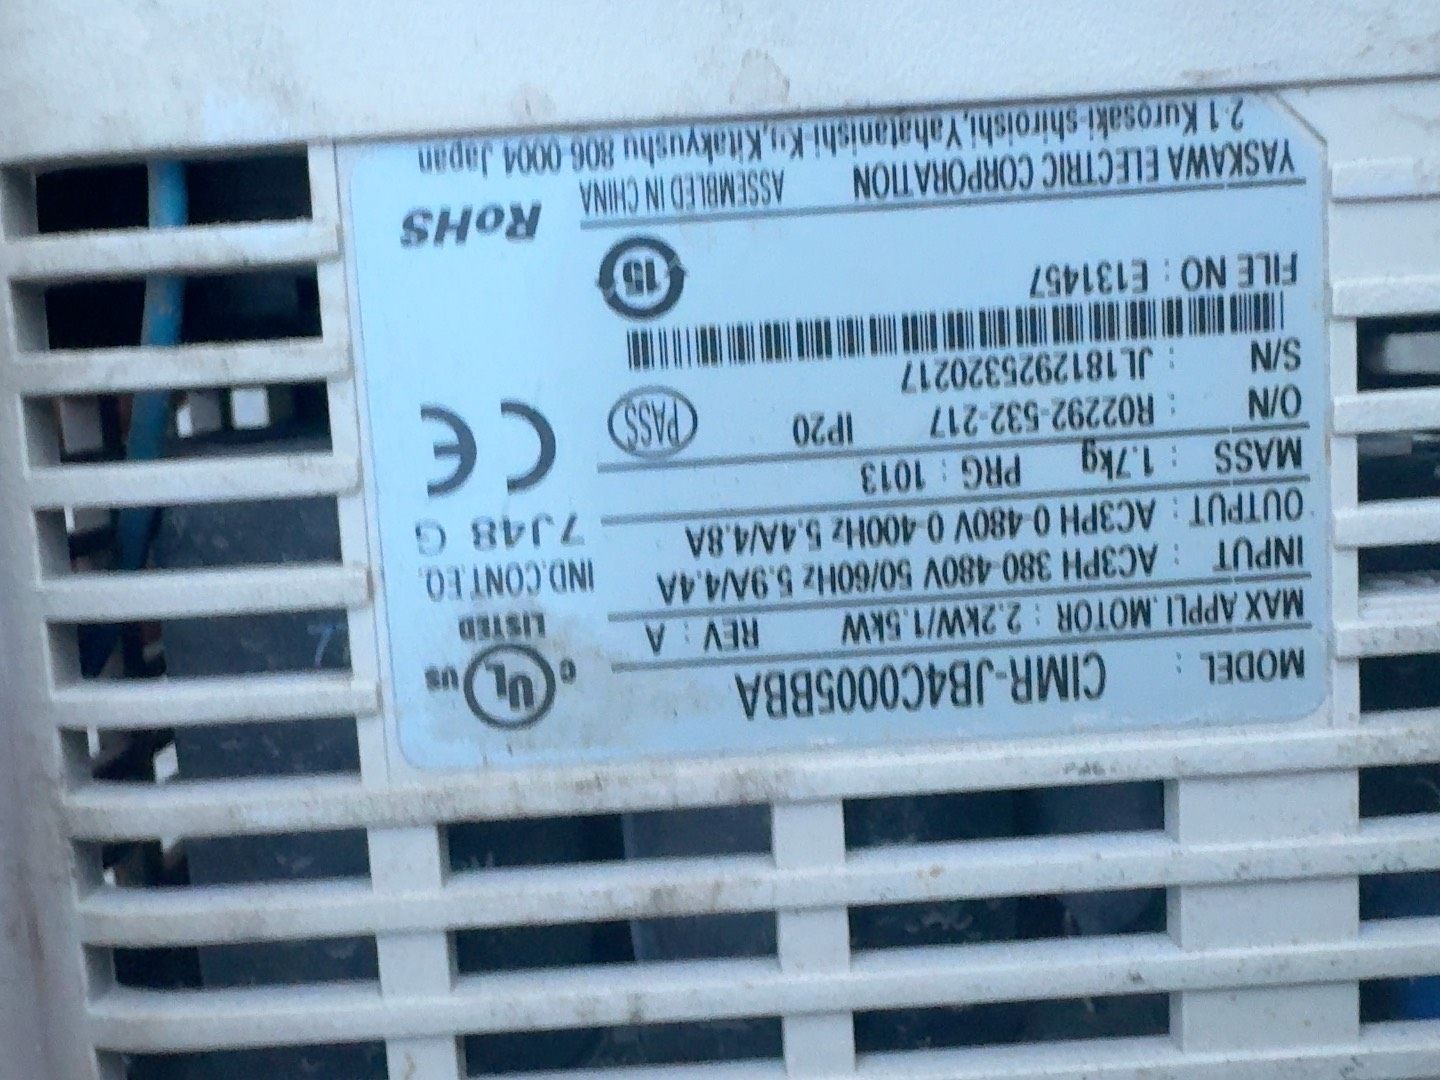 MODEL : CIMR-JB4C0005BBA
MAX APPLI. MOTOR : 2.2kW/1.5kW REV : A
INPUT : AC3PH 380-480V 50/60Hz 5.9A/4.4A
OUTPUT : AC3PH 0-480V 0-400Hz 5.4A/4.8A
MASS : 1.7kg PRG : 1013
O/N : R02292-532-217 IP20 PASS
S/N : JL1812925320217
FILE NO : E131457
15
YASKAWA ELECTRIC CORPORATION ASSEMBLED IN CHINA
2-1 Kurosaki-shiroishi,Yahatanishi-Ku,Kitakyushu 806-0004 Japan
C UL US
LISTED
IND.CONT.EQ.
7J48 G
CE
RoHS